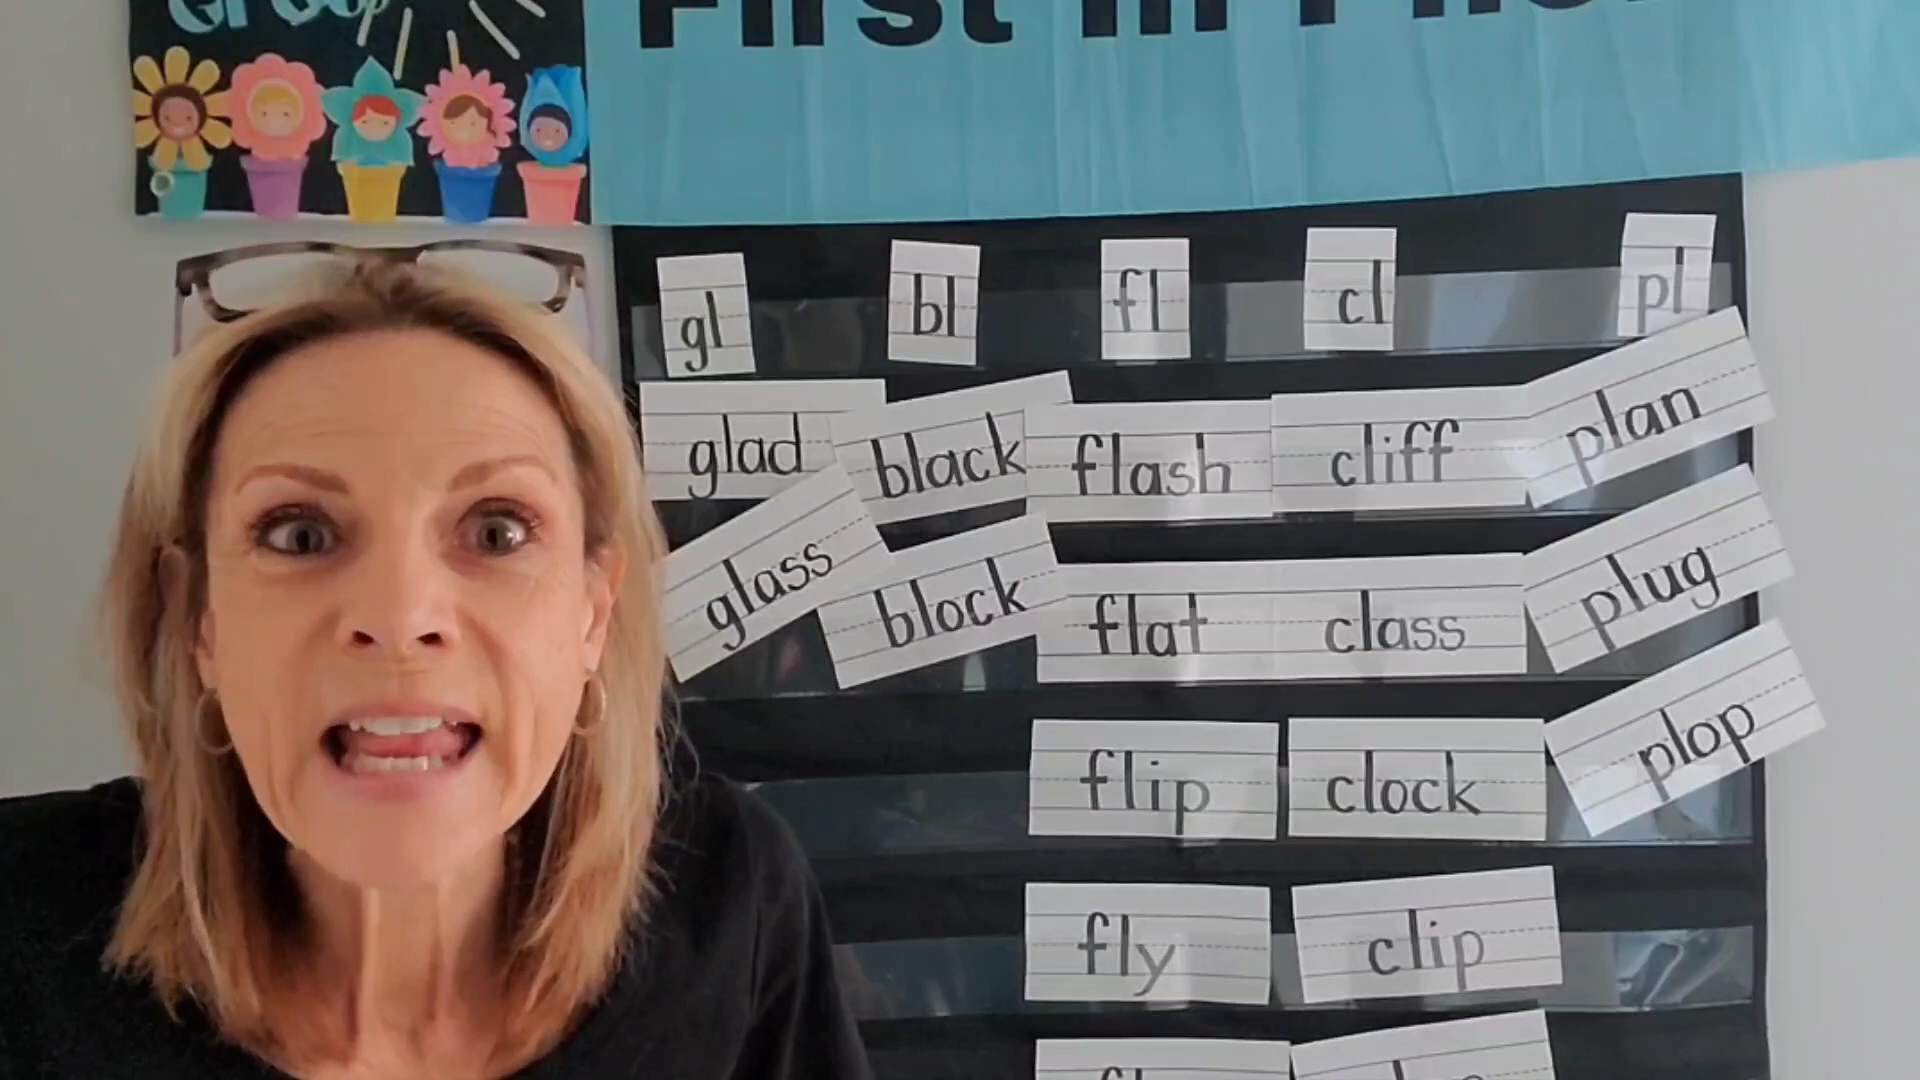 First in
gl bl fl cl pl
glad black flash cliff plan
glass block flat class plug
flip clock plop
fly clip